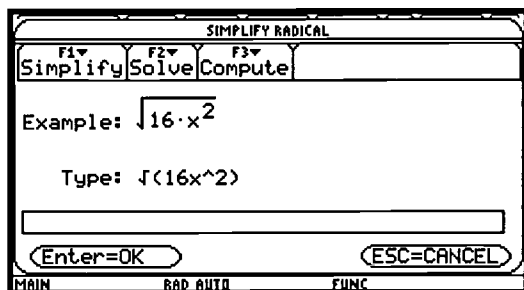 SIMPLIFY RADICAL
F1▾ F2▾ F3▾
Simplify Solve Compute
Example: √16·x²
Type: √(16x^2)
Enter=OK ESC=CANCEL
MAIN RAD AUTO FUNC